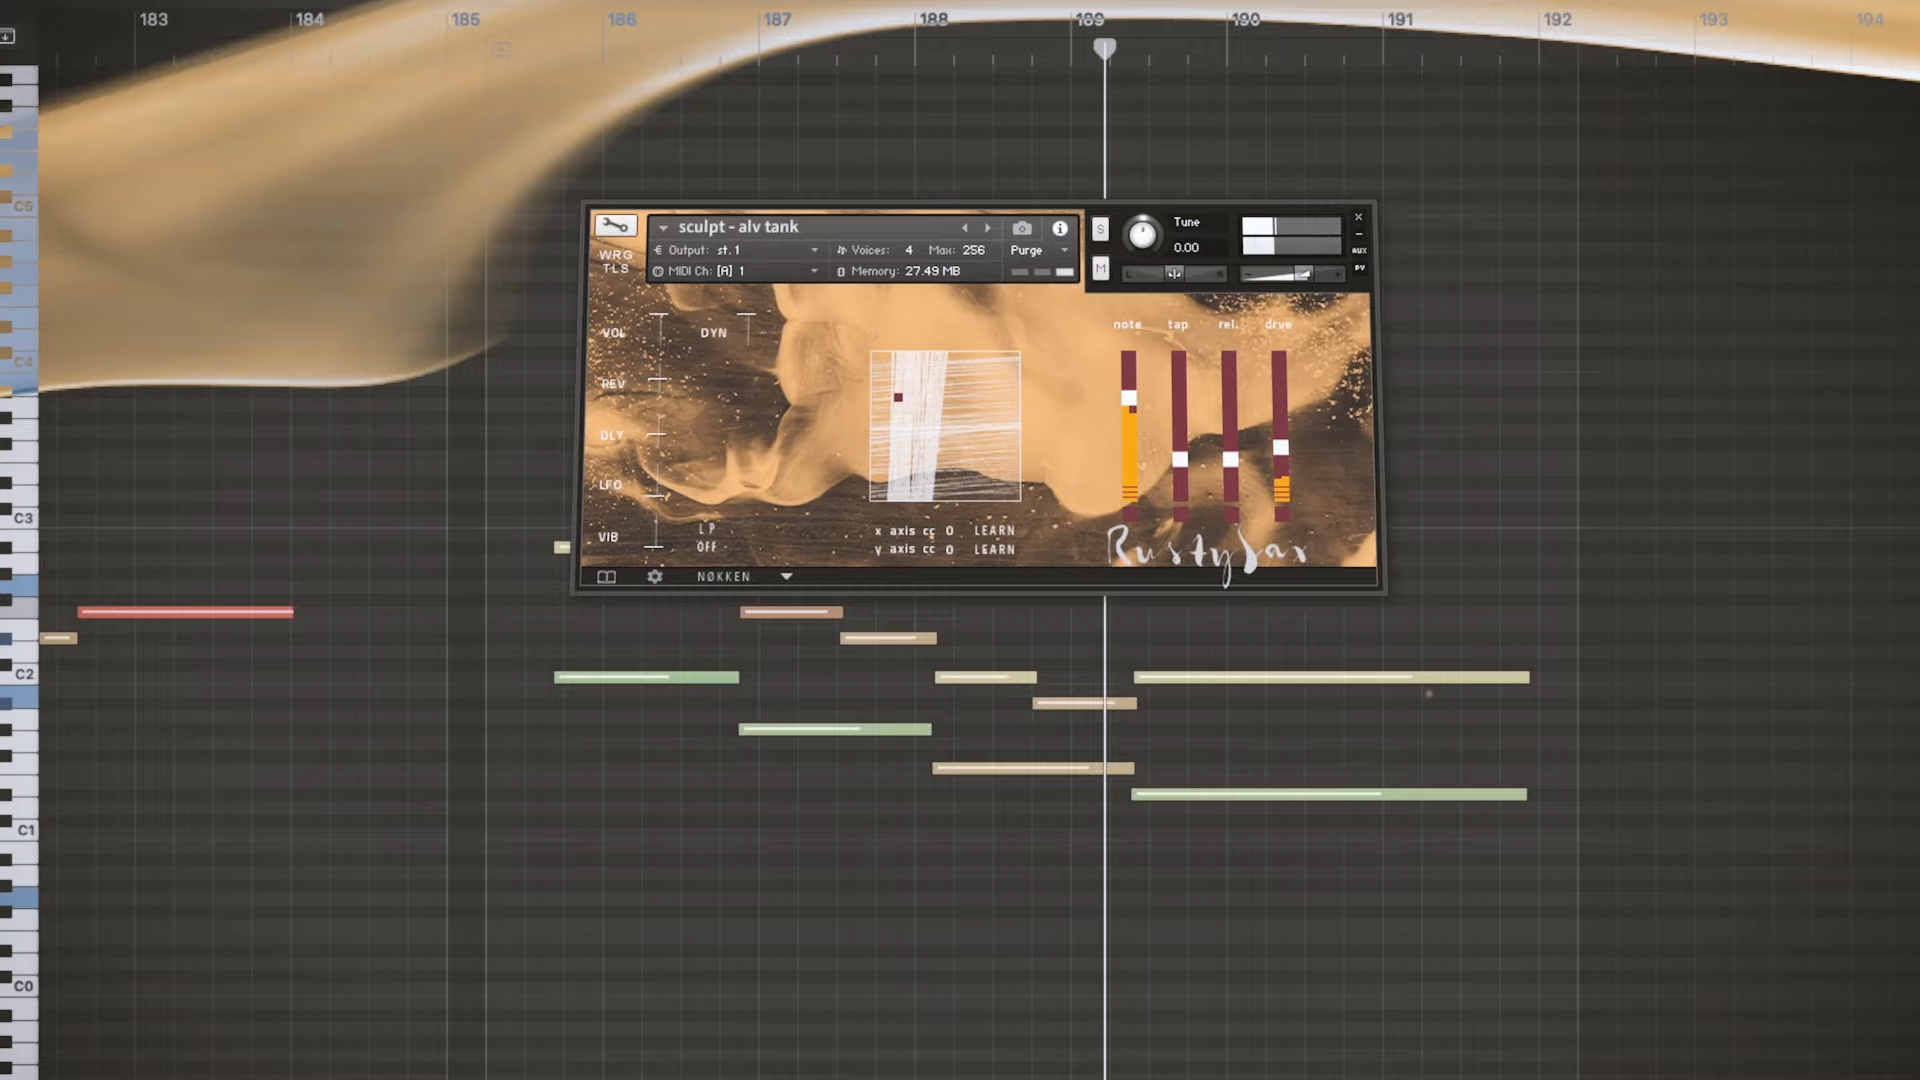 183 184 185 186 187 188 189 190 191 192 193 194
C5
C4
C3
C2
C1
C0
sculpt - alv tank
Output: st.1
Voices: 4 Max: 256
Purge
MIDI Ch: [A] 1
Memory: 27.49 MB
S
M
Tune
0.00
L R
- +
×
AUX
PV
WRG
TLS
VOL
DYN
REV
DLY
LFO
VIB
LP
OFF
x axis cc 0 LEARN
y axis cc 0 LEARN
note tap rel. drve
RustySax
NØKKEN